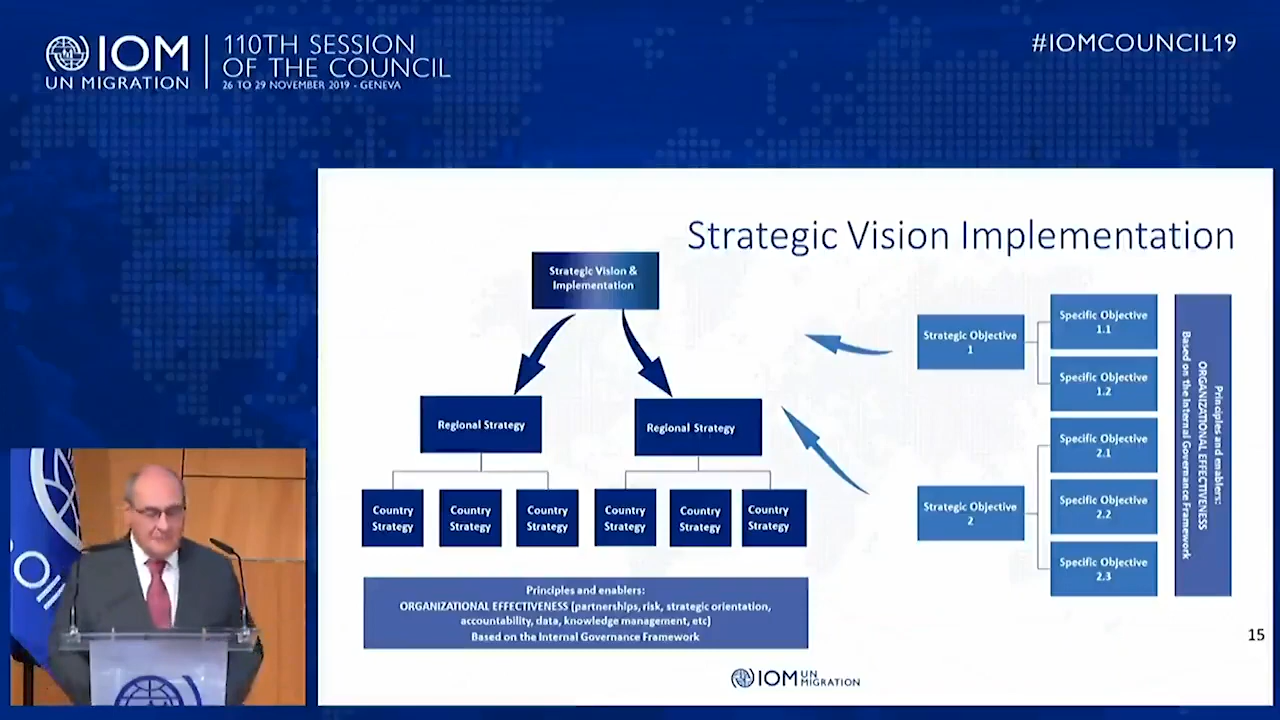 IOM
UN MIGRATION
110TH SESSION
OF THE COUNCIL
26 TO 29 NOVEMBER 2019 - GENEVA
#IOMCOUNCIL19
Strategic Vision Implementation
Strategic Vision &
Implementation
Regional Strategy
Regional Strategy
Country
Strategy
Country
Strategy
Country
Strategy
Country
Strategy
Country
Strategy
Country
Strategy
Principles and enablers:
ORGANIZATIONAL EFFECTIVENESS (partnerships, risk, strategic orientation,
accountability, data, knowledge management, etc)
Based on the Internal Governance Framework
Strategic Objective
1
Specific Objective
1.1
Specific Objective
1.2
Strategic Objective
2
Specific Objective
2.1
Specific Objective
2.2
Specific Objective
2.3
Principles and enablers:
ORGANIZATIONAL EFFECTIVENESS
Based on the Internal Governance Framework
15
IOM UN
MIGRATION